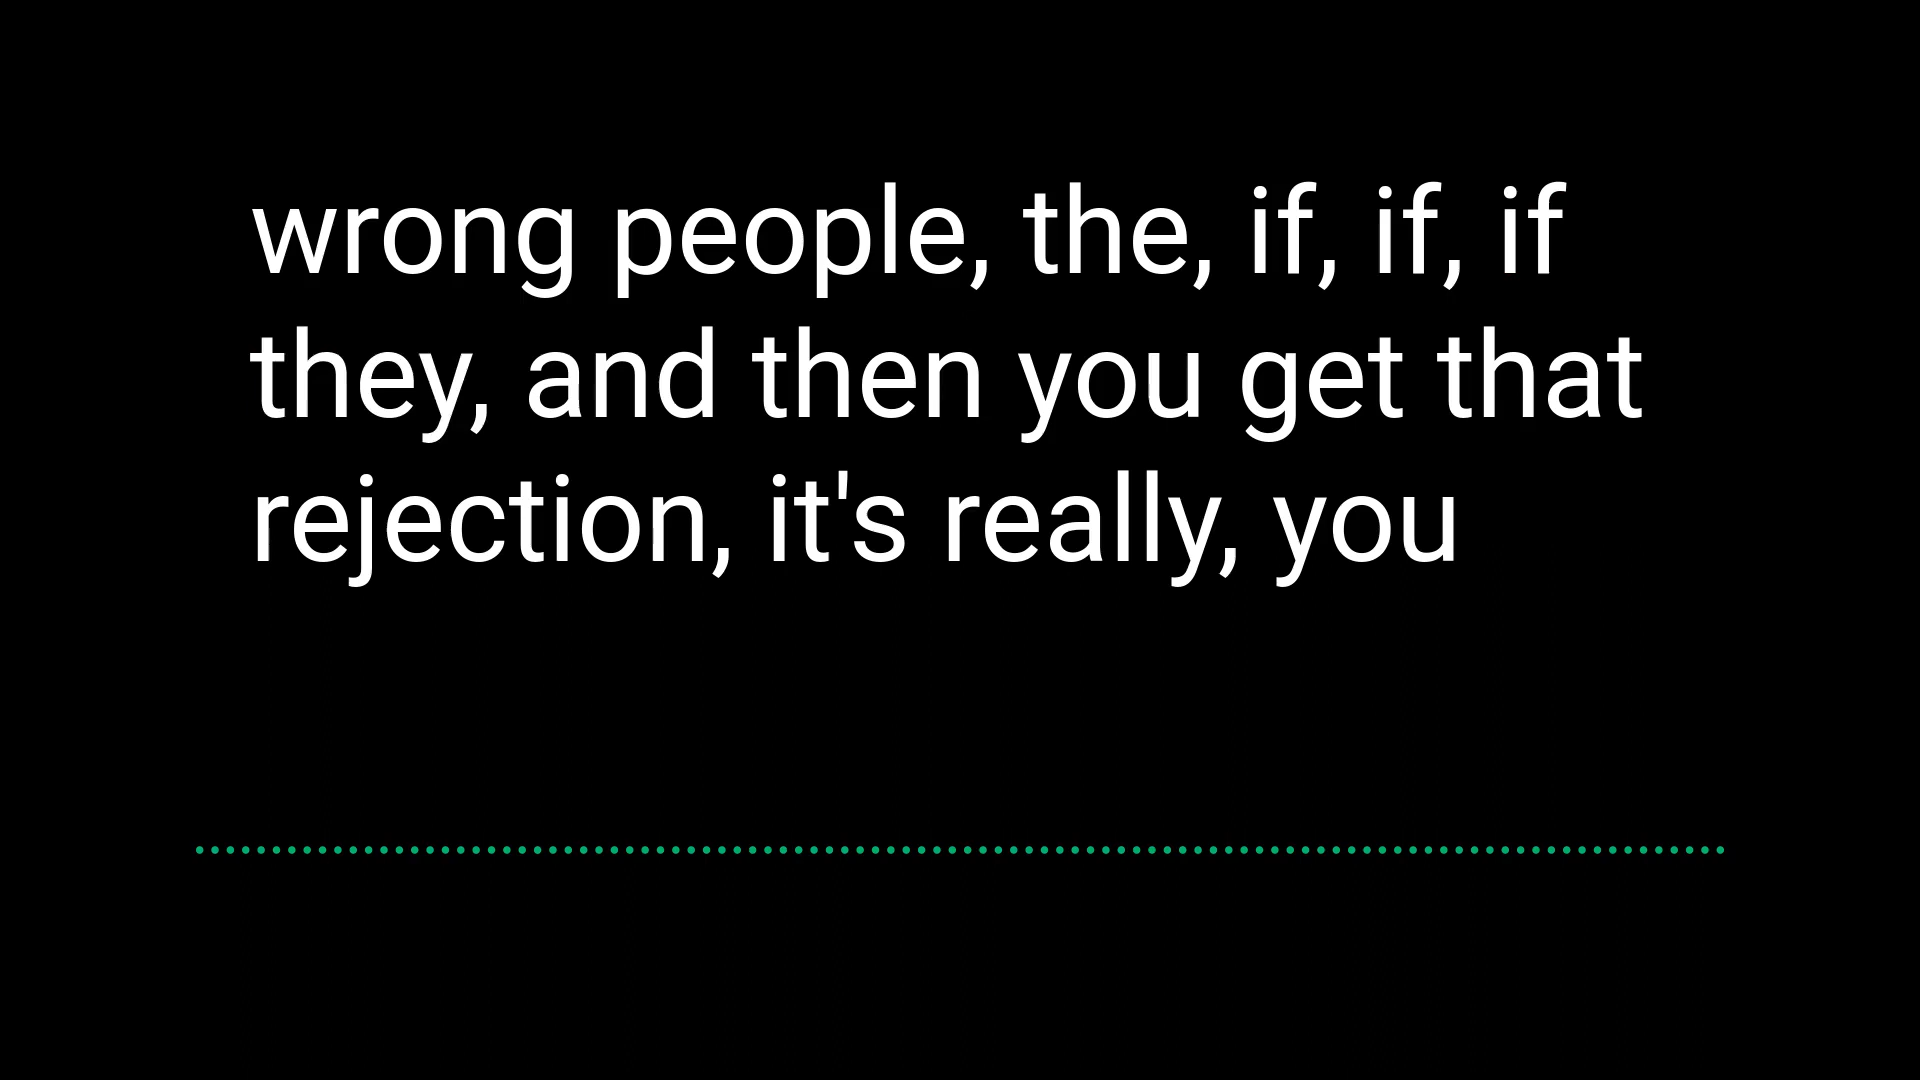 wrong people, the, if, if, if
they, and then you get that
rejection, it's really, you